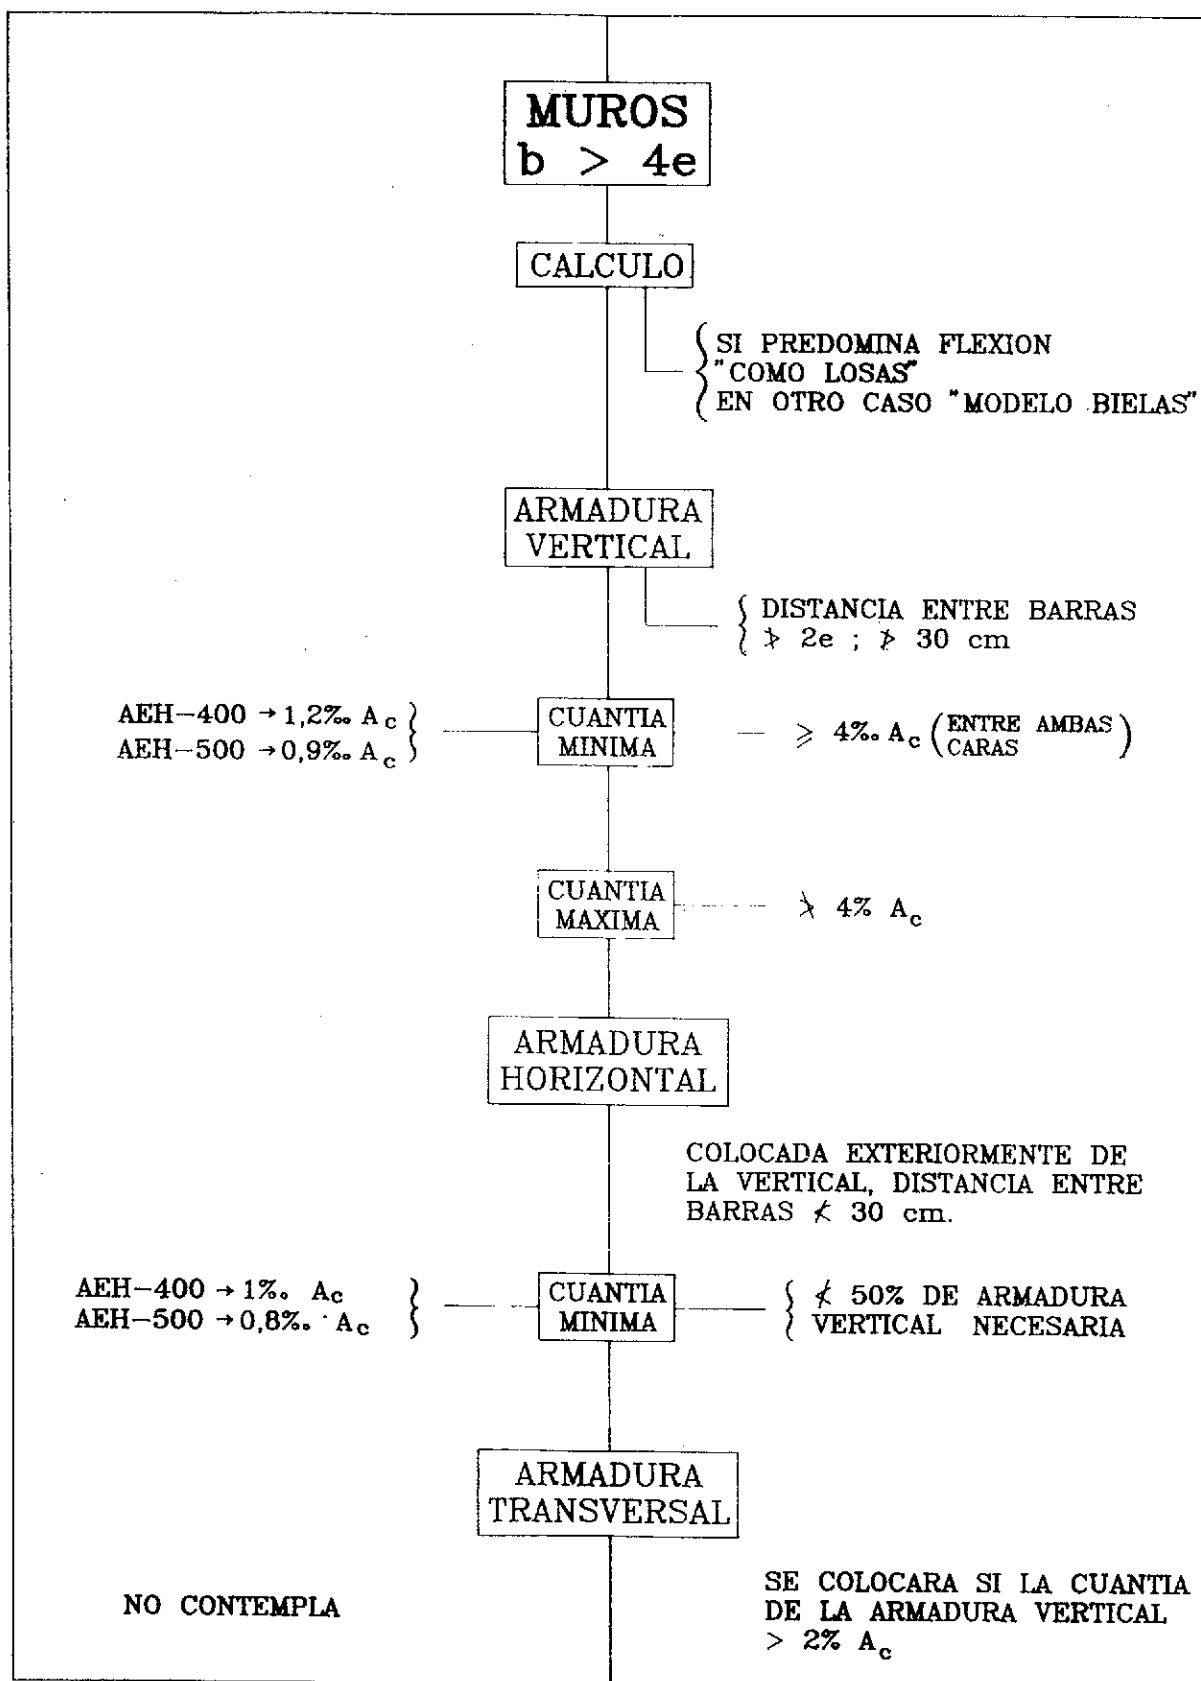 MUROS
b > 4e
CALCULO
SI PREDOMINA FLEXION
"COMO LOSAS"
EN OTRO CASO "MODELO BIELAS"
ARMADURA
VERTICAL
DISTANCIA ENTRE BARRAS
≯ 2e ; ≯ 30 cm
AEH-400 → 1,2‰ Ac
AEH-500 → 0,9‰ Ac
CUANTIA
MINIMA
⩾ 4‰ Ac (ENTRE AMBAS
CARAS)
CUANTIA
MAXIMA
≯ 4% Ac
ARMADURA
HORIZONTAL
COLOCADA EXTERIORMENTE DE
LA VERTICAL, DISTANCIA ENTRE
BARRAS ≮ 30 cm.
AEH-400 → 1‰ Ac
AEH-500 → 0,8‰ Ac
CUANTIA
MINIMA
≮ 50% DE ARMADURA
VERTICAL NECESARIA
ARMADURA
TRANSVERSAL
NO CONTEMPLA
SE COLOCARA SI LA CUANTIA
DE LA ARMADURA VERTICAL
> 2% Ac